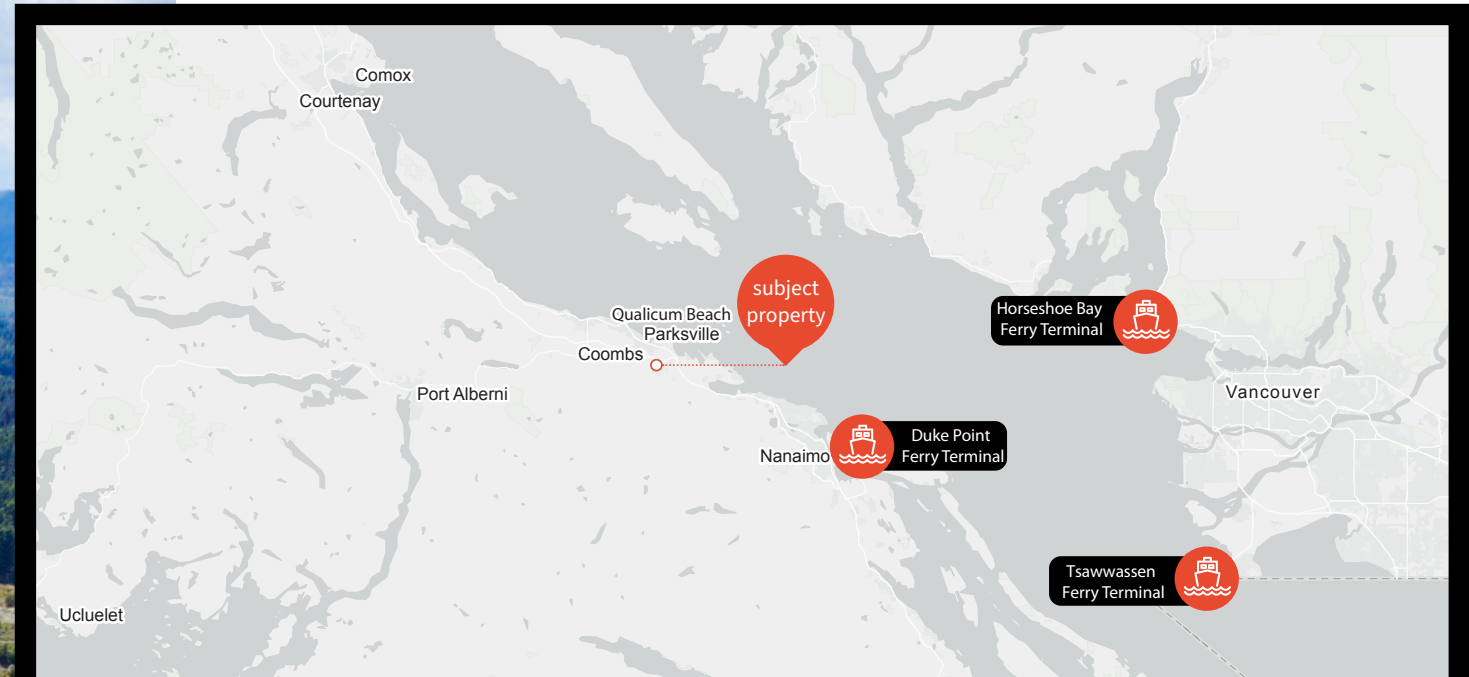 Comox
Courtenay
subject
property
Qualicum Beach
Parksville
Coombs
Horseshoe Bay
Ferry Terminal
Port Alberni
Vancouver
Duke Point
Ferry Terminal
Nanaimo
Tsawwassen
Ferry Terminal
Ucluelet